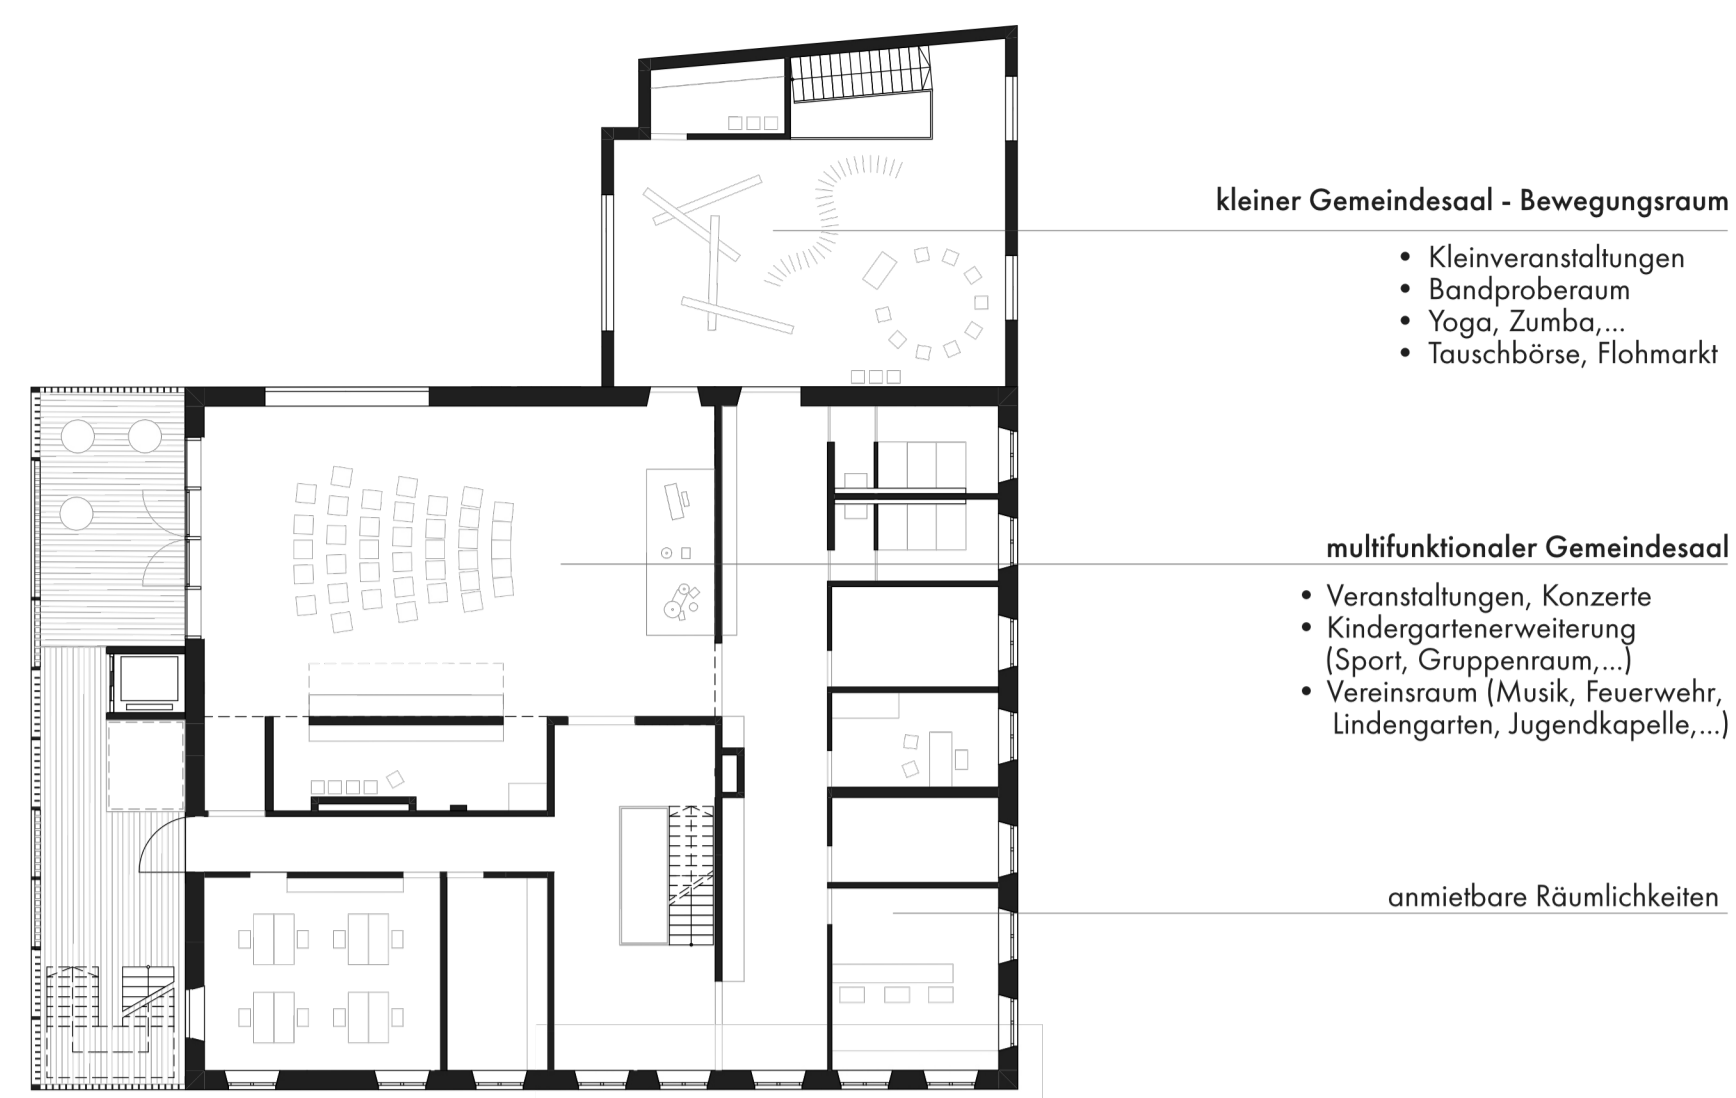 kleiner Gemeindesaal - Bewegungsraum
• Kleinveranstaltungen
• Bandproberaum
• Yoga, Zumba,...
• Tauschbörse, Flohmarkt
multifunktionaler Gemeindesaal
• Veranstaltungen, Konzerte
• Kindergartenerweiterung
(Sport, Gruppenraum,...)
• Vereinsraum (Musik, Feuerwehr,
Lindengarten, Jugendkapelle,...)
anmietbare Räumlichkeiten